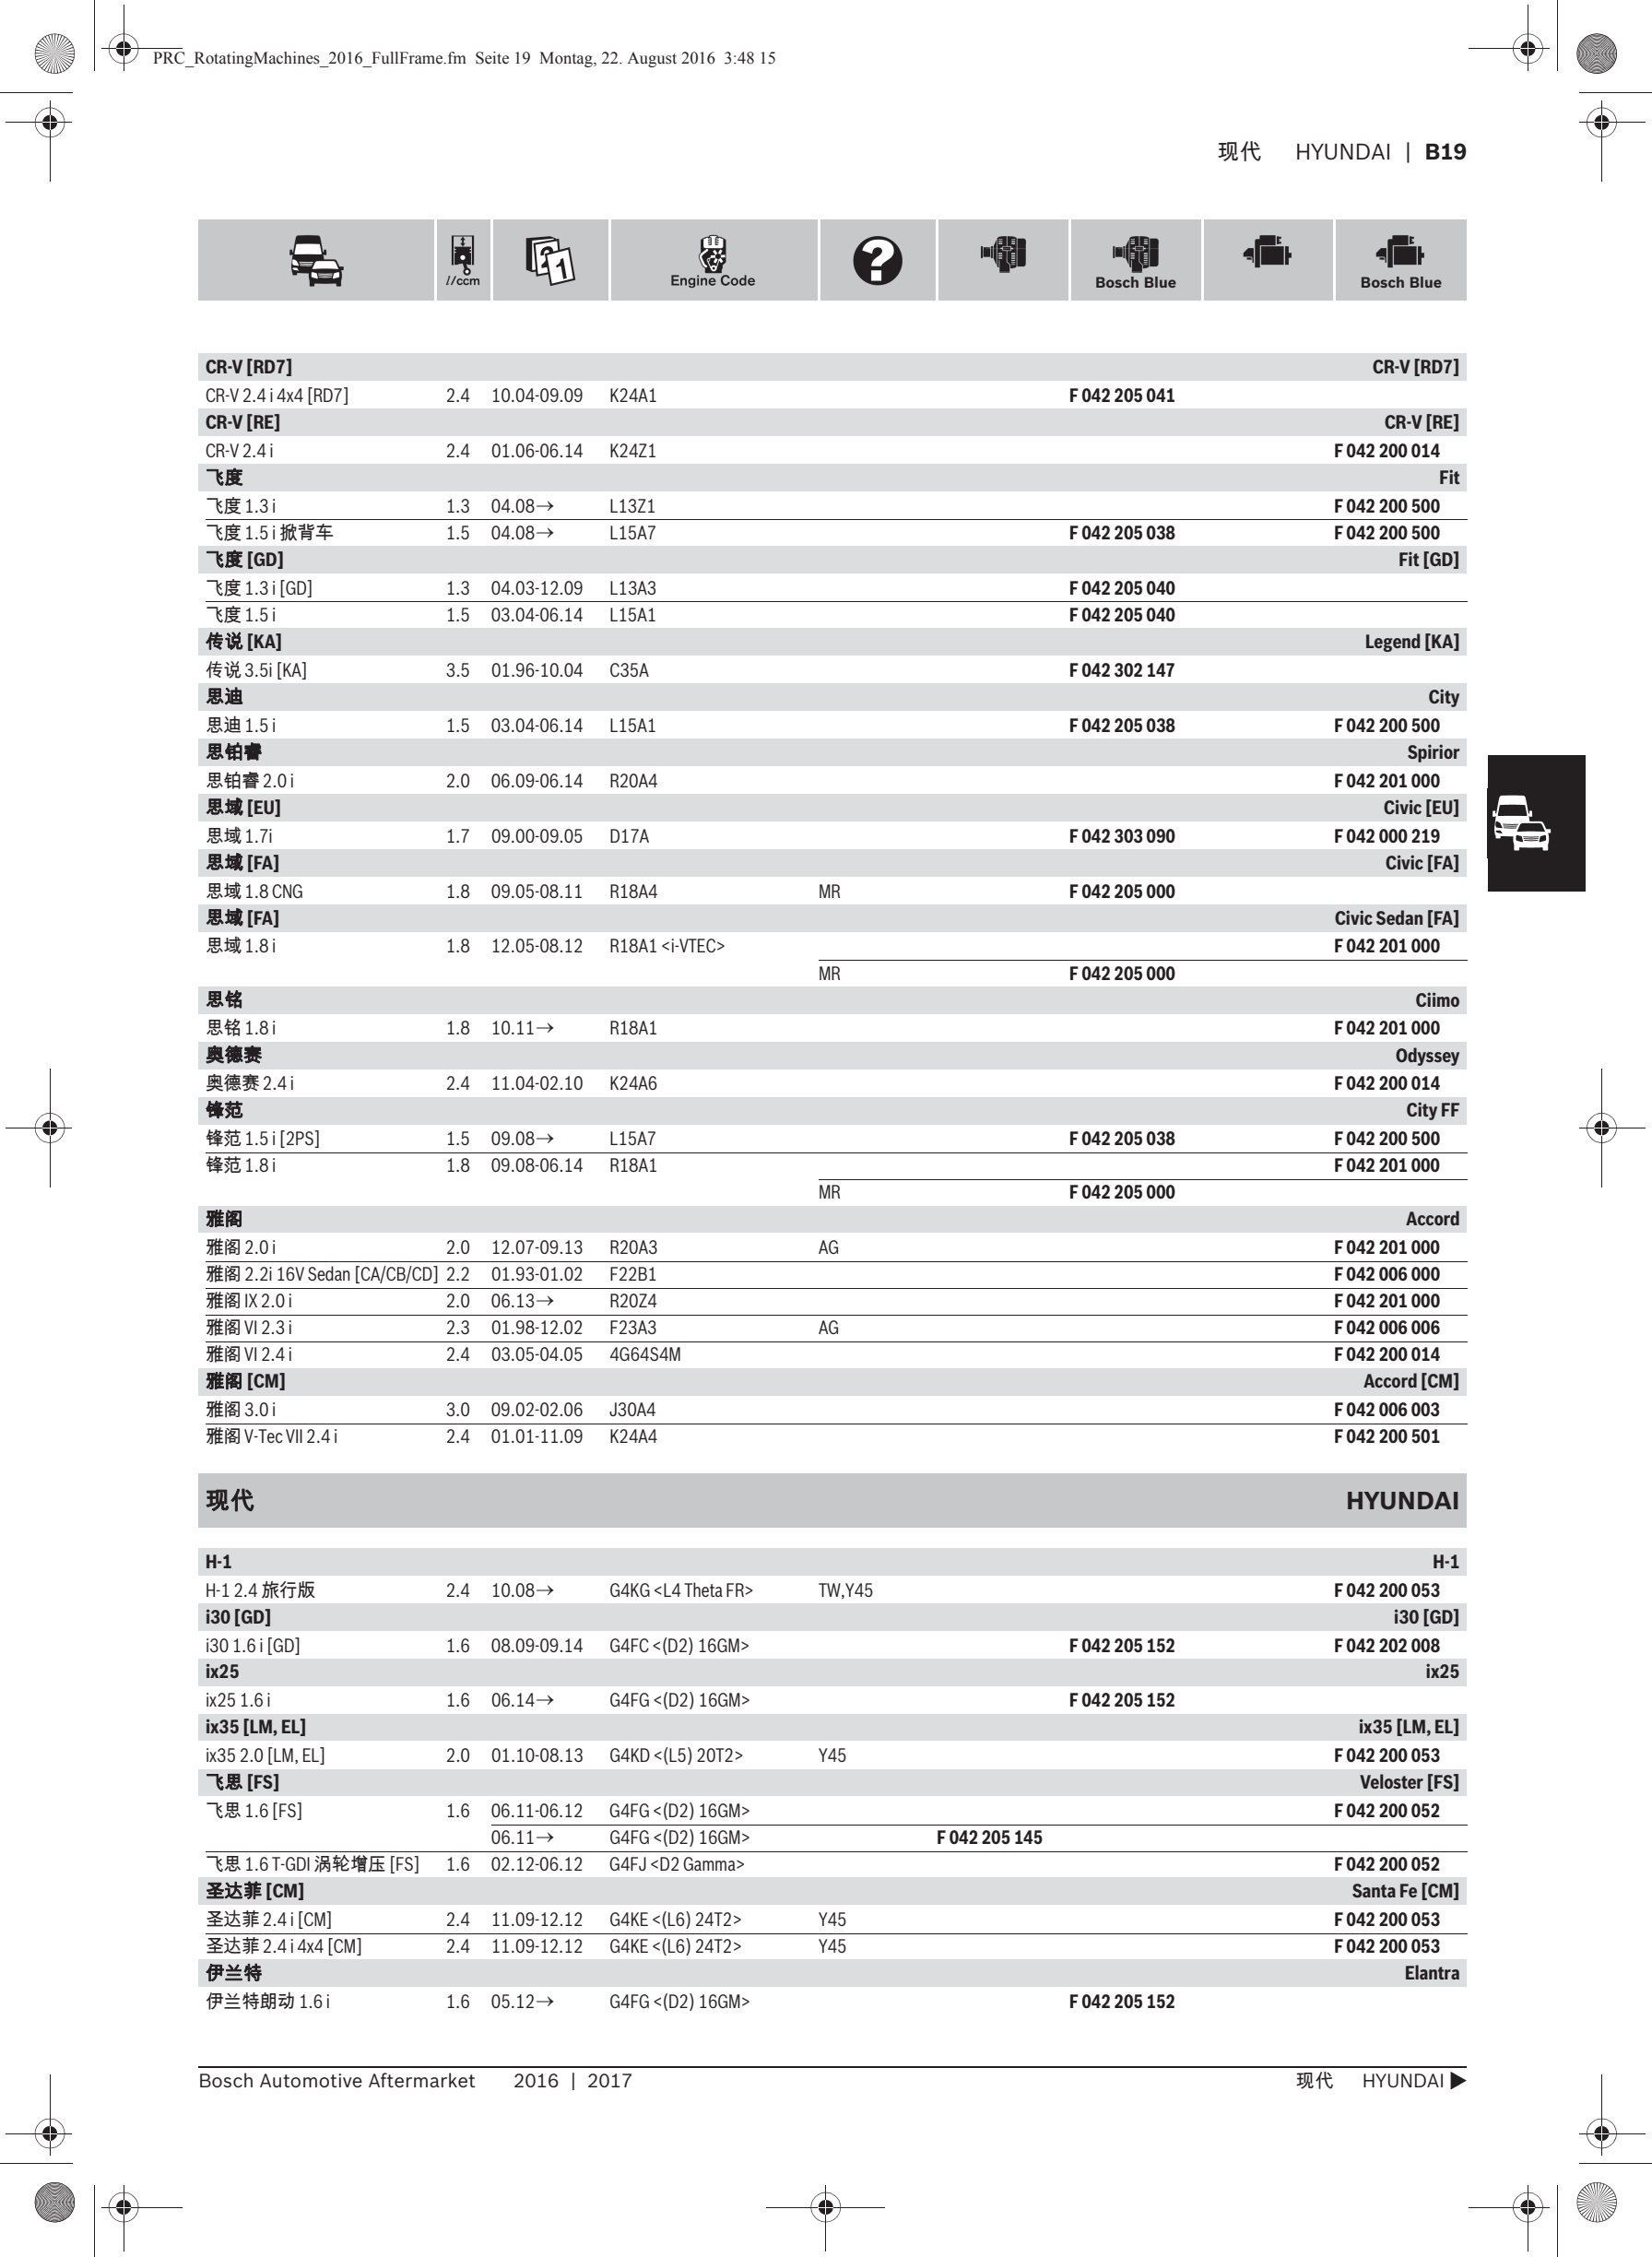 PRC_RotatingMachines_2016_FullFrame.fm Seite 19 Montag, 22. August 2016 3:48 15
现代 HYUNDAI | B19
l/ccm 2 1 Engine Code ? Bosch Blue Bosch Blue
CR-V [RD7] CR-V [RD7]
CR-V 2.4 i 4x4 [RD7] 2.4 10.04-09.09 K24A1 F 042 205 041
CR-V [RE] CR-V [RE]
CR-V 2.4 i 2.4 01.06-06.14 K24Z1 F 042 200 014
飞度 Fit
飞度 1.3 i 1.3 04.08→ L13Z1 F 042 200 500
飞度 1.5 i 掀背车 1.5 04.08→ L15A7 F 042 205 038 F 042 200 500
飞度 [GD] Fit [GD]
飞度 1.3 i [GD] 1.3 04.03-12.09 L13A3 F 042 205 040
飞度 1.5 i 1.5 03.04-06.14 L15A1 F 042 205 040
传说 [KA] Legend [KA]
传说 3.5i [KA] 3.5 01.96-10.04 C35A F 042 302 147
思迪 City
思迪 1.5 i 1.5 03.04-06.14 L15A1 F 042 205 038 F 042 200 500
思铂睿 Spirior
思铂睿 2.0 i 2.0 06.09-06.14 R20A4 F 042 201 000
思域 [EU] Civic [EU]
思域 1.7i 1.7 09.00-09.05 D17A F 042 303 090 F 042 000 219
思域 [FA] Civic [FA]
思域 1.8 CNG 1.8 09.05-08.11 R18A4 MR F 042 205 000
思域 [FA] Civic Sedan [FA]
思域 1.8 i 1.8 12.05-08.12 R18A1 <i-VTEC> F 042 201 000
MR F 042 205 000
思铭 Ciimo
思铭 1.8 i 1.8 10.11→ R18A1 F 042 201 000
奥德赛 Odyssey
奥德赛 2.4 i 2.4 11.04-02.10 K24A6 F 042 200 014
锋范 City FF
锋范 1.5 i [2PS] 1.5 09.08→ L15A7 F 042 205 038 F 042 200 500
锋范 1.8 i 1.8 09.08-06.14 R18A1 F 042 201 000
MR F 042 205 000
雅阁 Accord
雅阁 2.0 i 2.0 12.07-09.13 R20A3 AG F 042 201 000
雅阁 2.2i 16V Sedan [CA/CB/CD] 2.2 01.93-01.02 F22B1 F 042 006 000
雅阁 IX 2.0 i 2.0 06.13→ R20Z4 F 042 201 000
雅阁 VI 2.3 i 2.3 01.98-12.02 F23A3 AG F 042 006 006
雅阁 VI 2.4 i 2.4 03.05-04.05 4G64S4M F 042 200 014
雅阁 [CM] Accord [CM]
雅阁 3.0 i 3.0 09.02-02.06 J30A4 F 042 006 003
雅阁 V-Tec VII 2.4 i 2.4 01.01-11.09 K24A4 F 042 200 501
现代 HYUNDAI
H-1 H-1
H-1 2.4 旅行版 2.4 10.08→ G4KG <L4 Theta FR> TW,Y45 F 042 200 053
i30 [GD] i30 [GD]
i30 1.6 i [GD] 1.6 08.09-09.14 G4FC <(D2) 16GM> F 042 205 152 F 042 202 008
ix25 ix25
ix25 1.6 i 1.6 06.14→ G4FG <(D2) 16GM> F 042 205 152
ix35 [LM, EL] ix35 [LM, EL]
ix35 2.0 [LM, EL] 2.0 01.10-08.13 G4KD <(L5) 20T2> Y45 F 042 200 053
飞思 [FS] Veloster [FS]
飞思 1.6 [FS] 1.6 06.11-06.12 G4FG <(D2) 16GM> F 042 200 052
06.11→ G4FG <(D2) 16GM> F 042 205 145
飞思 1.6 T-GDI 涡轮增压 [FS] 1.6 02.12-06.12 G4FJ <D2 Gamma> F 042 200 052
圣达菲 [CM] Santa Fe [CM]
圣达菲 2.4 i [CM] 2.4 11.09-12.12 G4KE <(L6) 24T2> Y45 F 042 200 053
圣达菲 2.4 i 4x4 [CM] 2.4 11.09-12.12 G4KE <(L6) 24T2> Y45 F 042 200 053
伊兰特 Elantra
伊兰特朗动 1.6 i 1.6 05.12→ G4FG <(D2) 16GM> F 042 205 152
Bosch Automotive Aftermarket 2016 | 2017 现代 HYUNDAI ▶